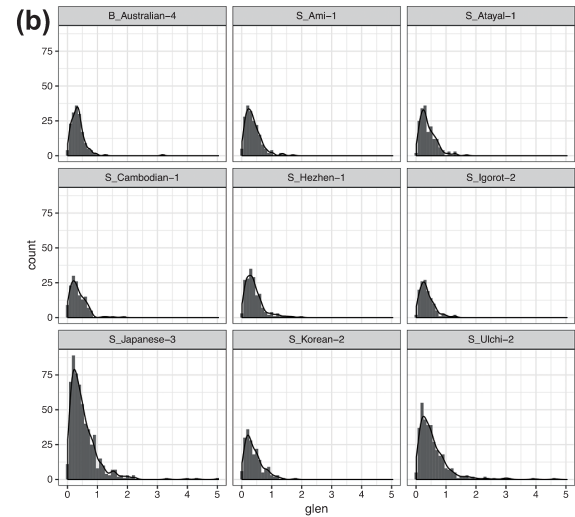 (b)
B_Australian−4 S_Ami−1 S_Atayal−1
75
50
25
0
S_Cambodian−1 S_Hezhen−1 S_Igorot−2
75
50
25
0
count
S_Japanese−3 S_Korean−2 S_Ulchi−2
75
50
25
0
0 1 2 3 4 5 0 1 2 3 4 5 0 1 2 3 4 5
glen